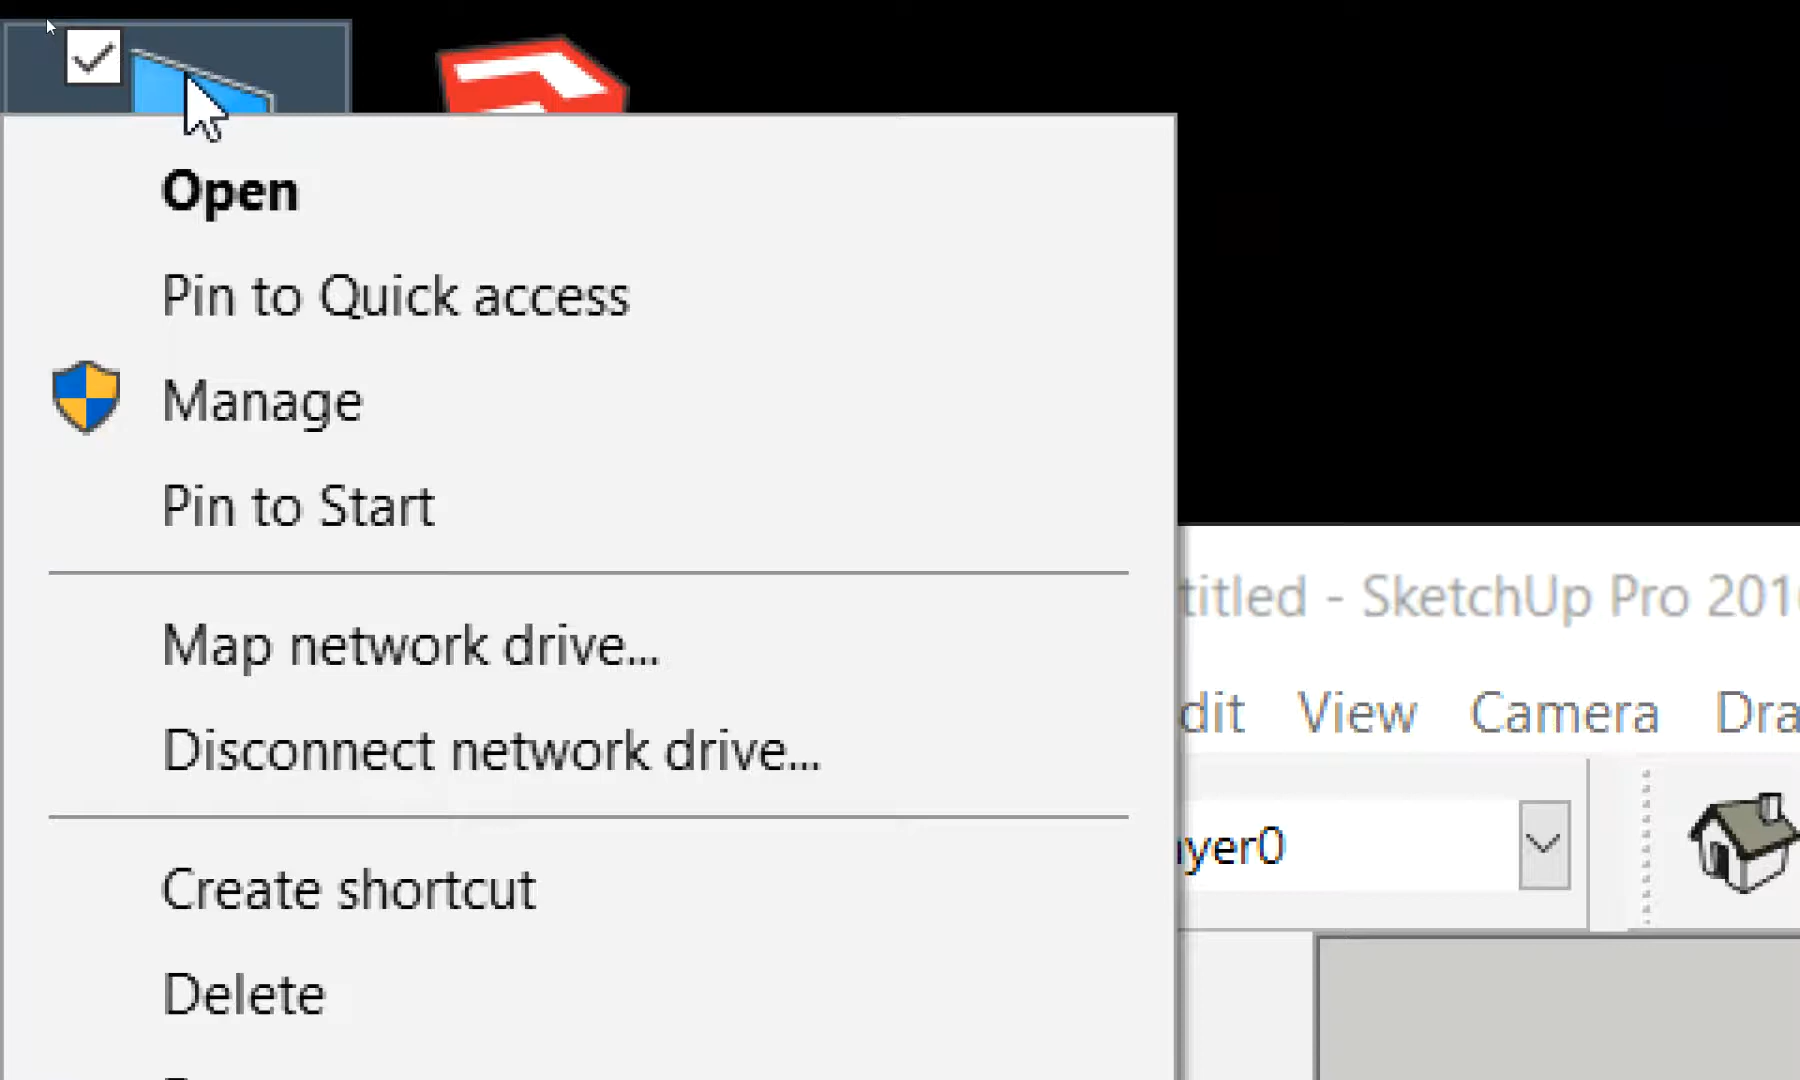 Open
Pin to Quick access
Manage
Pin to Start
titled - SketchUp Pro 201
Map network drive...
dit View Camera Dra
Disconnect network drive...
yer0
Create shortcut
Delete